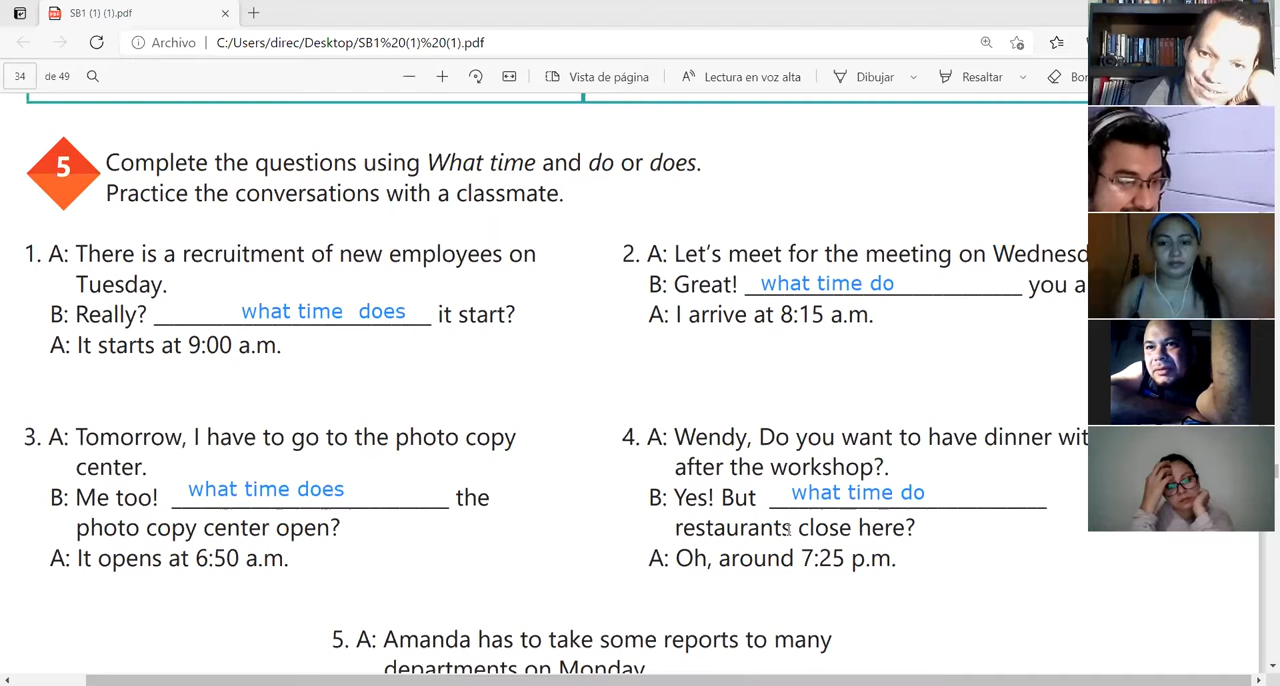 SB1 (1) (1).pdf
Archivo C:/Users/direc/Desktop/SB1%20(1)%20(1).pdf
34 de 49 Vista de página Lectura en voz alta Dibujar Resaltar
5 Complete the questions using What time and do or does.
Practice the conversations with a classmate.
1. A: There is a recruitment of new employees on
Tuesday.
B: Really? what time does it start?
A: It starts at 9:00 a.m.
2. A: Let's meet for the meeting on Wednesd
B: Great! what time do you a
A: I arrive at 8:15 a.m.
3. A: Tomorrow, I have to go to the photo copy
center.
B: Me too! what time does the
photo copy center open?
A: It opens at 6:50 a.m.
4. A: Wendy, Do you want to have dinner wit
after the workshop?.
B: Yes! But what time do
restaurants close here?
A: Oh, around 7:25 p.m.
5. A: Amanda has to take some reports to many
departments on Monday.